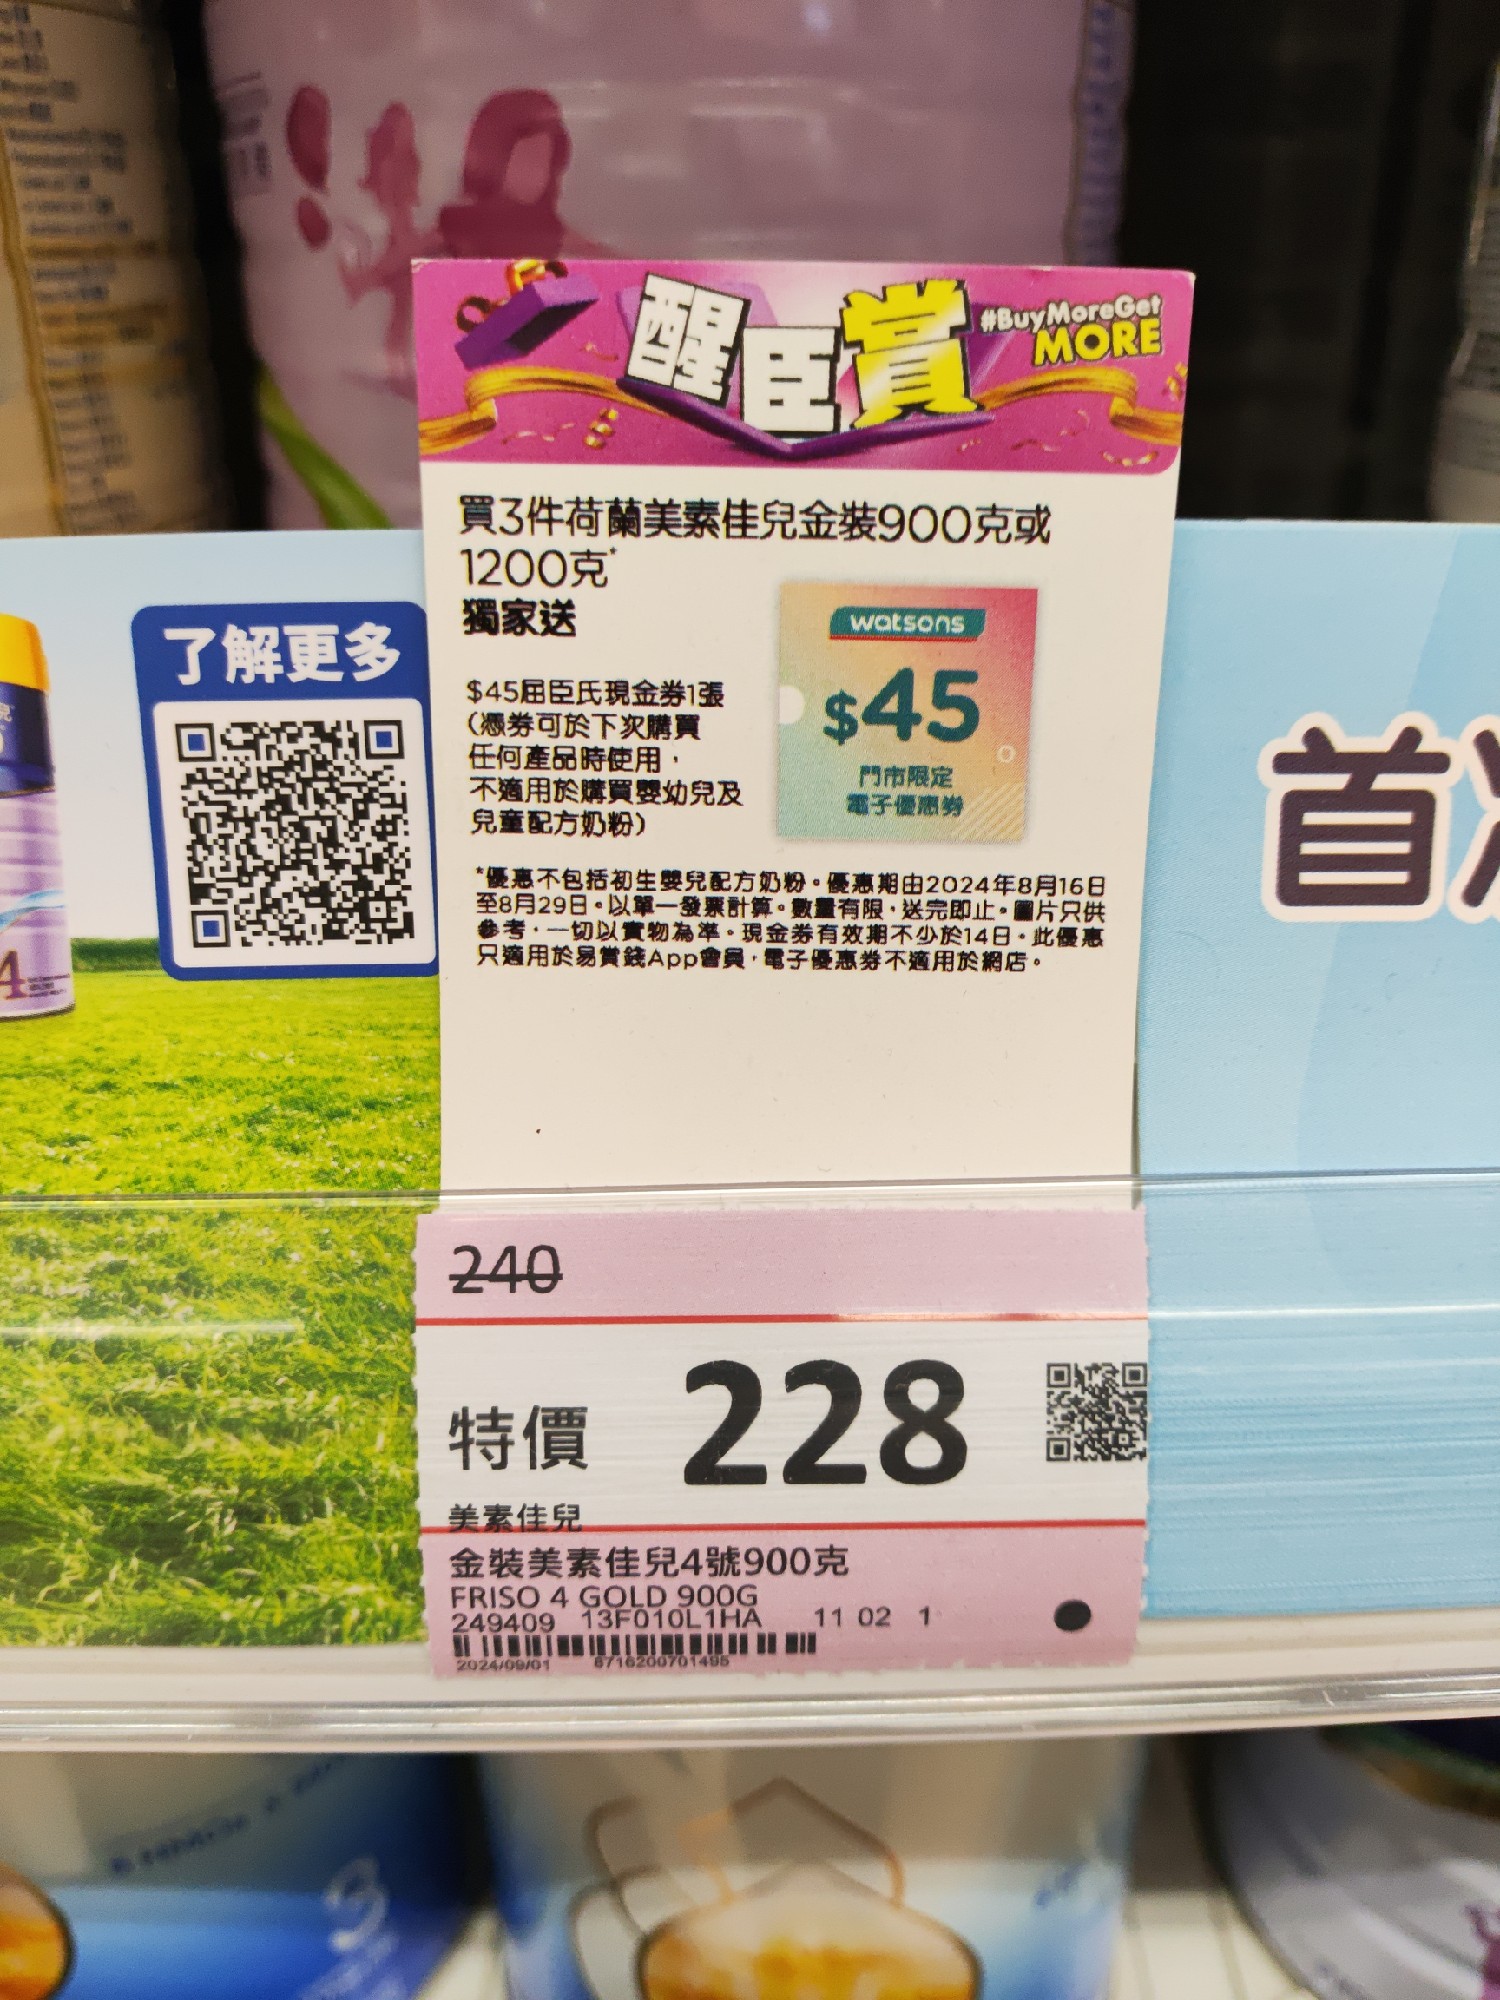 醒臣賞
#BuyMoreGet
MORE
買3件荷蘭美素佳兒金裝900克或
1200克*
獨家送
$45屈臣氏現金券1張
(憑券可於下次購買
任何產品時使用，
不適用於購買嬰幼兒及
兒童配方奶粉)
watsons
$45
門市限定
電子優惠券
*優惠不包括初生嬰兒配方奶粉。優惠期由2024年8月16日
至8月29日。以單一發票計算。數量有限，送完即止。圖片只供
參考，一切以實物為準。現金券有效期不少於14日。此優惠
只適用於易賞錢App會員，電子優惠券不適用於網店。
了解更多
4
首
240
特價 228
美素佳兒
金裝美素佳兒4號900克
FRISO 4 GOLD 900G
249409 13F010L1HA 11 02 1
2024/09/01 8716200701495
3